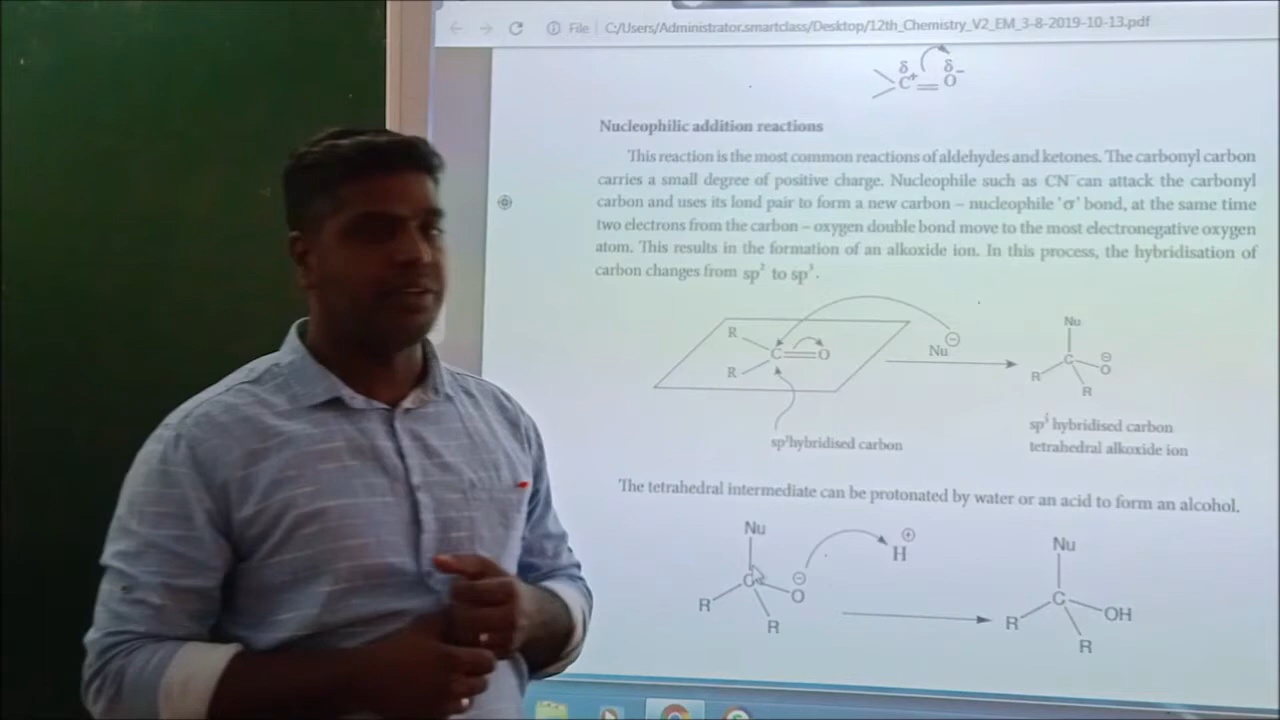 File | C:/Users/Administrator.smartclass/Desktop/12th_Chemistry_V2_EM_3-8-2019-10-13.pdf
δ δ
C+ = O−
Nucleophilic addition reactions
This reaction is the most common reactions of aldehydes and ketones. The carbonyl carbon
carries a small degree of positive charge. Nucleophile such as CN⁻ can attack the carbonyl
carbon and uses its lond pair to form a new carbon – nucleophile 'σ' bond, at the same time
two electrons from the carbon – oxygen double bond move to the most electronegative oxygen
atom. This results in the formation of an alkoxide ion. In this process, the hybridisation of
carbon changes from sp² to sp³.
R
C=O
R
Nu ⊖
Nu
C
R
O ⊖
R
sp²hybridised carbon
sp³ hybridised carbon
tetrahedral alkoxide ion
The tetrahedral intermediate can be protonated by water or an acid to form an alcohol.
Nu
C
O ⊖
R
R
H ⊕
Nu
C
OH
R
R